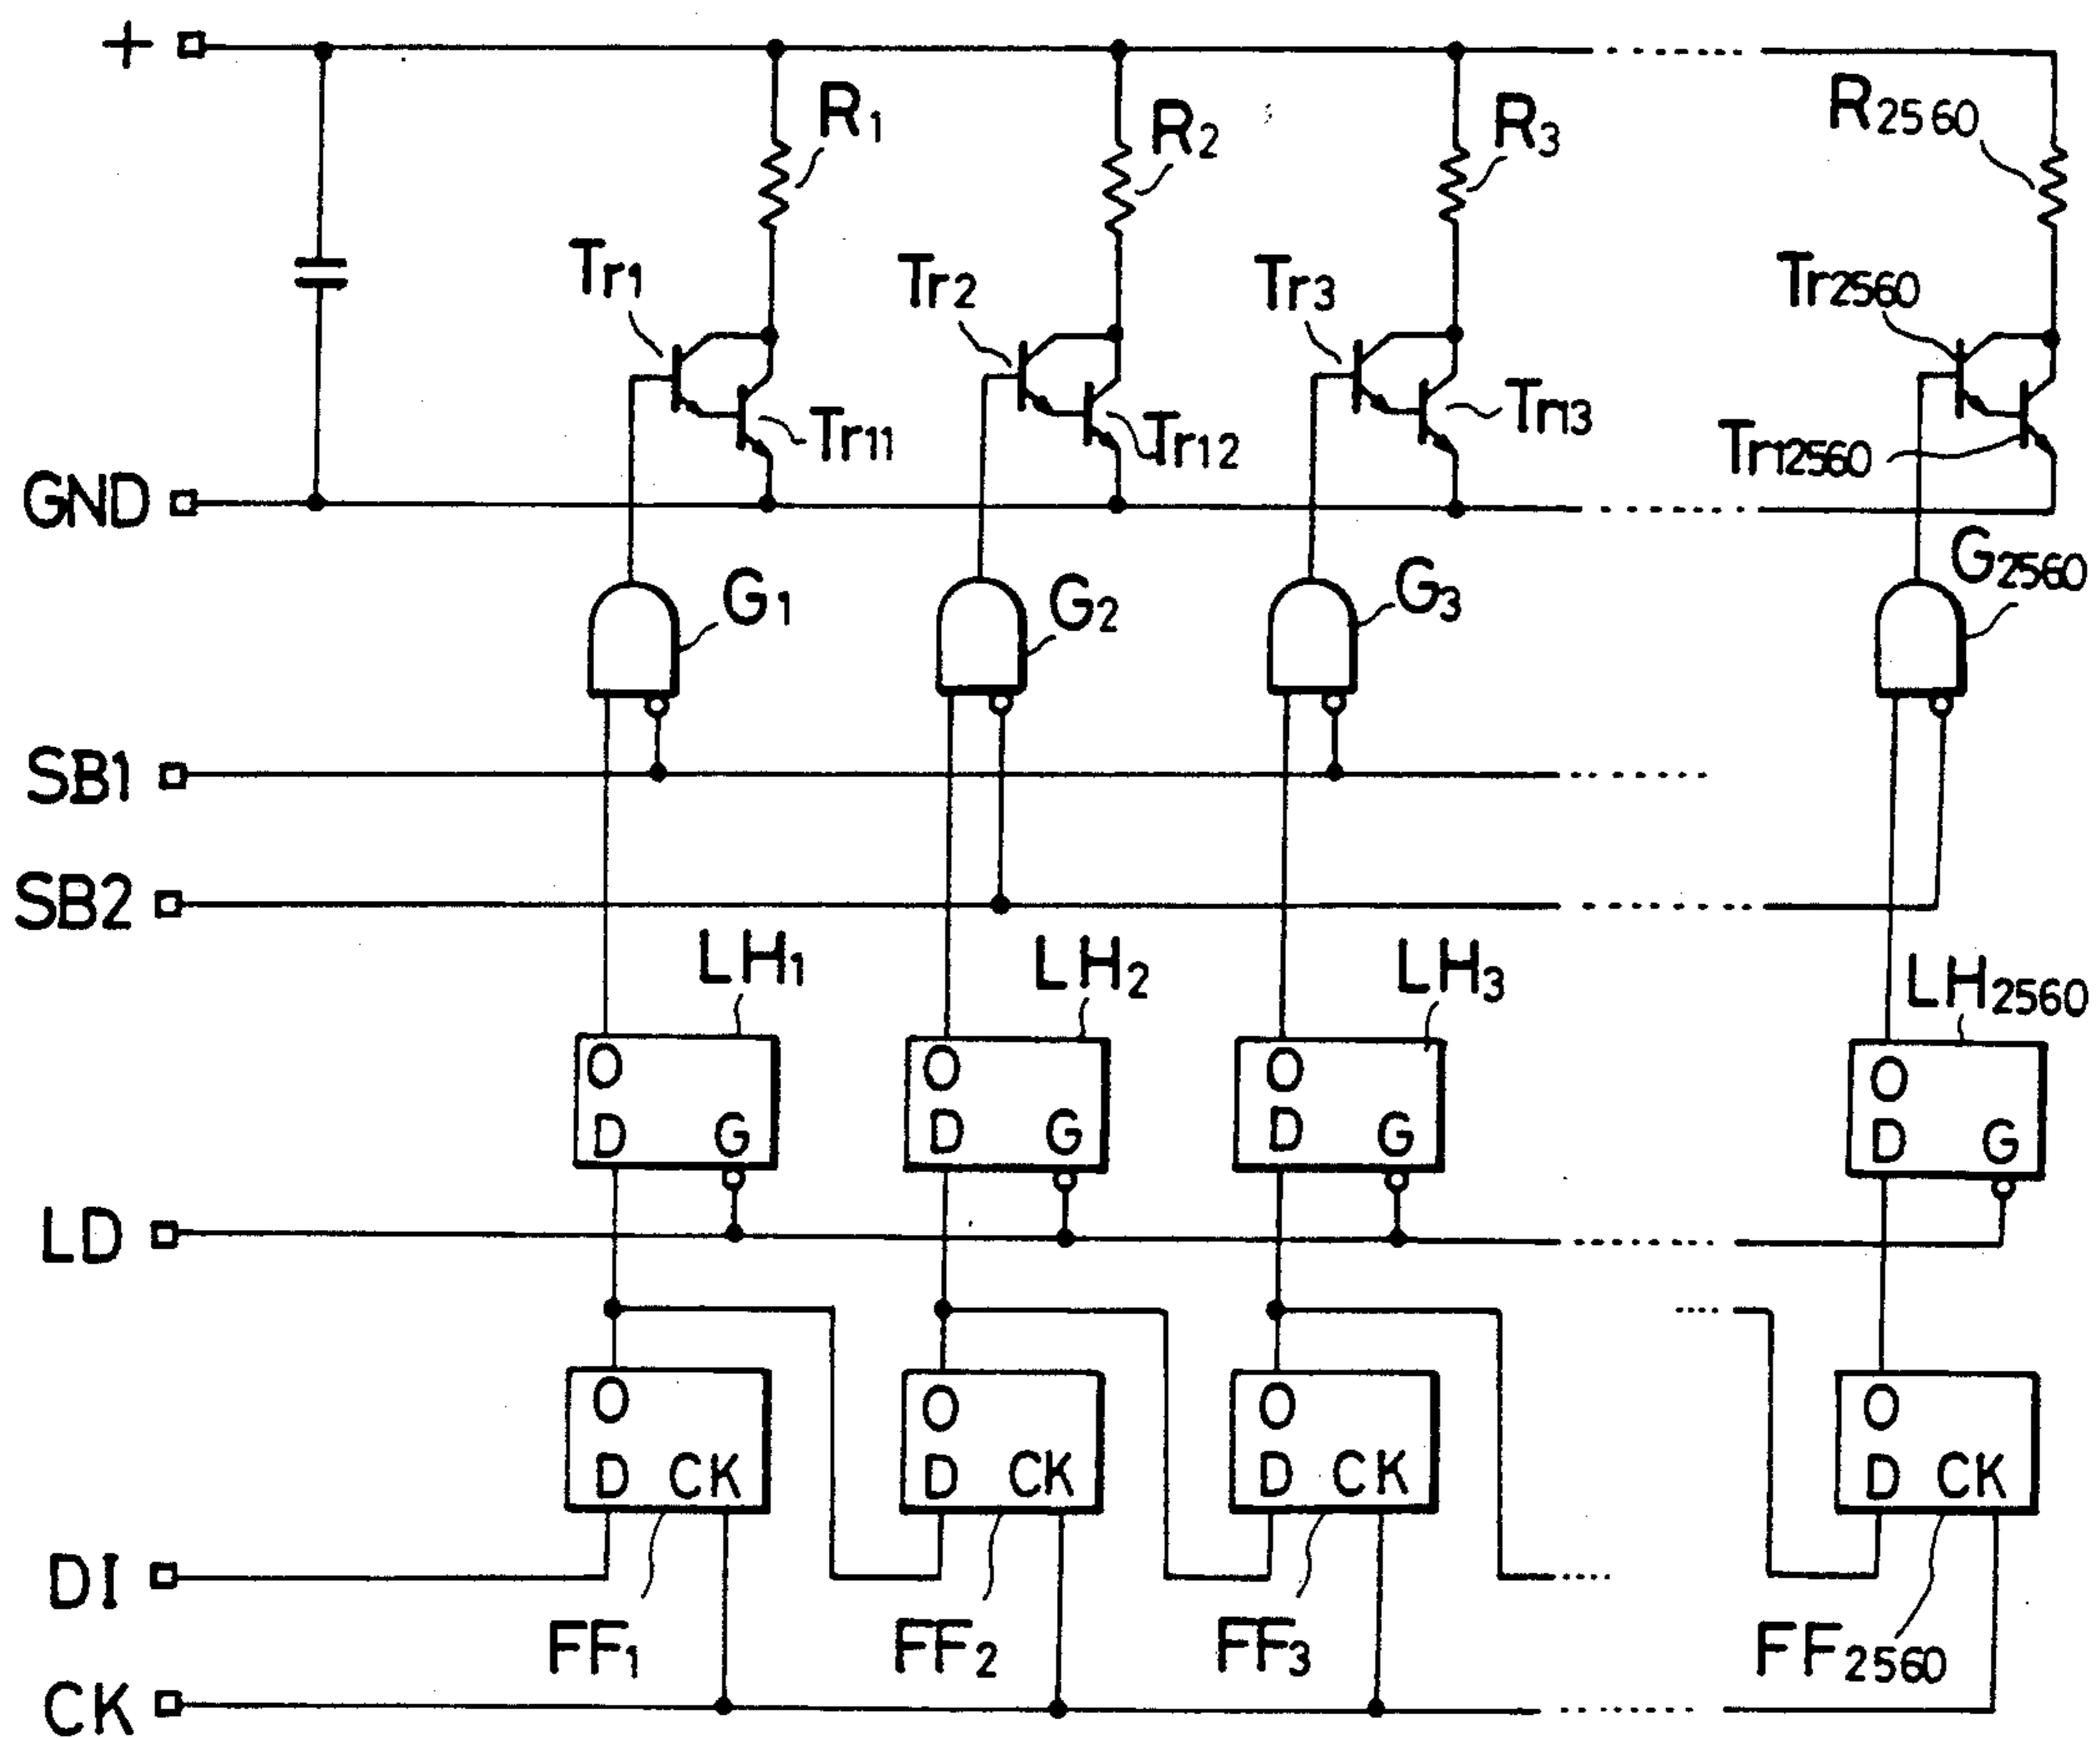 +
R1
R2
R3
R2560
Tr1
Tr2
Tr3
Tr2560
Tr11
Tr12
Tr13
Tr12560
GND
G1
G2
G3
G2560
SB1
SB2
LH1
LH2
LH3
LH2560
O
O
O
O
D G
D G
D G
D G
LD
O
O
O
O
D CK
D CK
D CK
D CK
DI
FF1
FF2
FF3
FF2560
CK